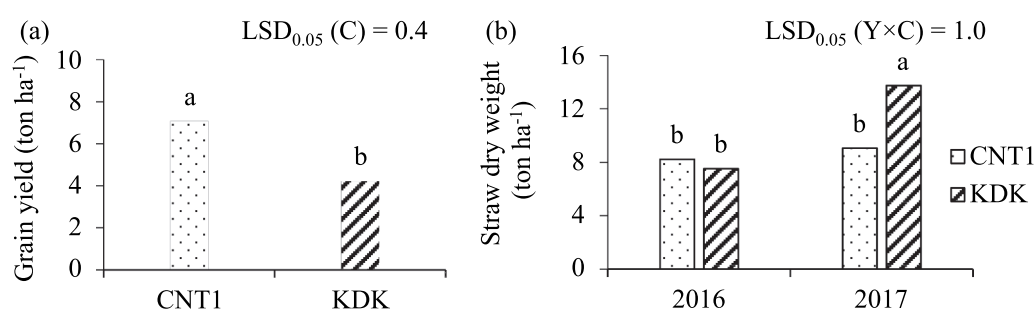 (a)
LSD0.05 (C) = 0.4
Grain yield (ton ha-1)
10
8
6
4
2
0
a
b
CNT1
KDK
(b)
LSD0.05 (Y×C) = 1.0
Straw dry weight
(ton ha-1)
16
12
8
4
0
b
b
b
a
2016
2017
CNT1
KDK